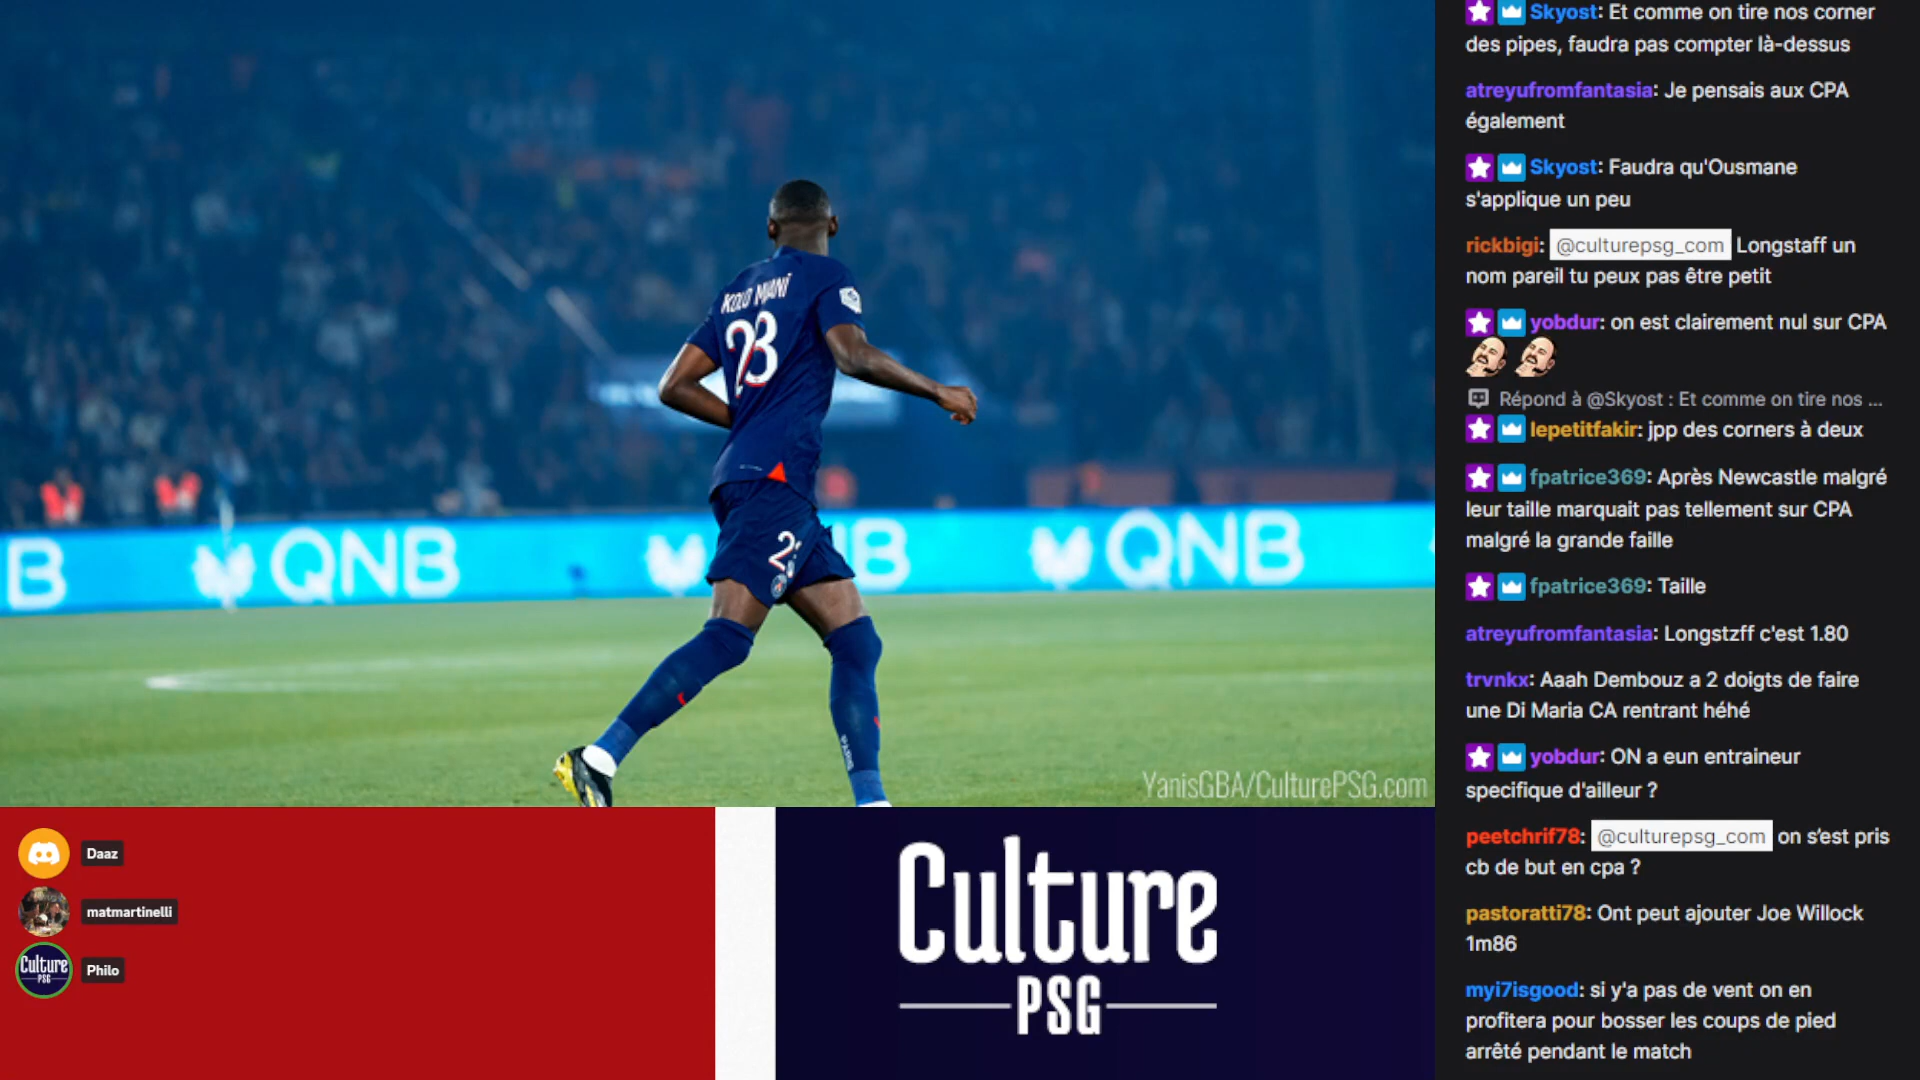 KOLO MUANI
23
QNB
QNB
QNB
PARIS
YanisGBA/CulturePSG.com
Daaz
matmartinelli
Culture
PSG
Philo
Culture
PSG
Skyost: Et comme on tire nos corner
des pipes, faudra pas compter là-dessus
atreyufromfantasia: Je pensais aux CPA
également
Skyost: Faudra qu'Ousmane
s'applique un peu
rickbigi: @culturepsg_com Longstaff un
nom pareil tu peux pas être petit
yobdur: on est clairement nul sur CPA
Répond à @Skyost : Et comme on tire nos ...
lepetitfakir: jpp des corners à deux
fpatrice369: Après Newcastle malgré
leur taille marquait pas tellement sur CPA
malgré la grande faille
fpatrice369: Taille
atreyufromfantasia: Longstzff c'est 1.80
trvnkx: Aaah Dembouz a 2 doigts de faire
une Di Maria CA rentrant héhé
yobdur: ON a eun entraineur
specifique d'ailleur ?
peetchrif78: @culturepsg_com on s'est pris
cb de but en cpa ?
pastoratti78: Ont peut ajouter Joe Willock
1m86
myi7isgood: si y'a pas de vent on en
profitera pour bosser les coups de pied
arrêté pendant le match